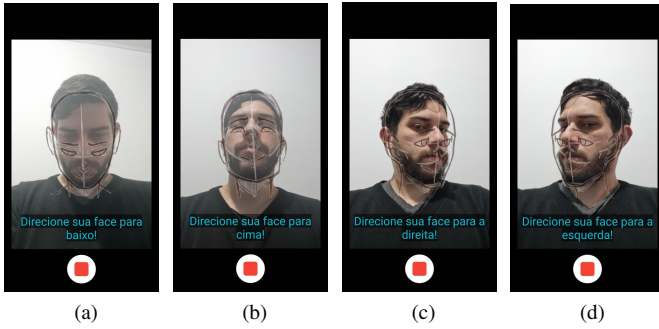 Direcione sua face para
baixo!
Direcione sua face para
cima!
Direcione sua face para a
direita!
Direcione sua face para a
esquerda!
(a)
(b)
(c)
(d)